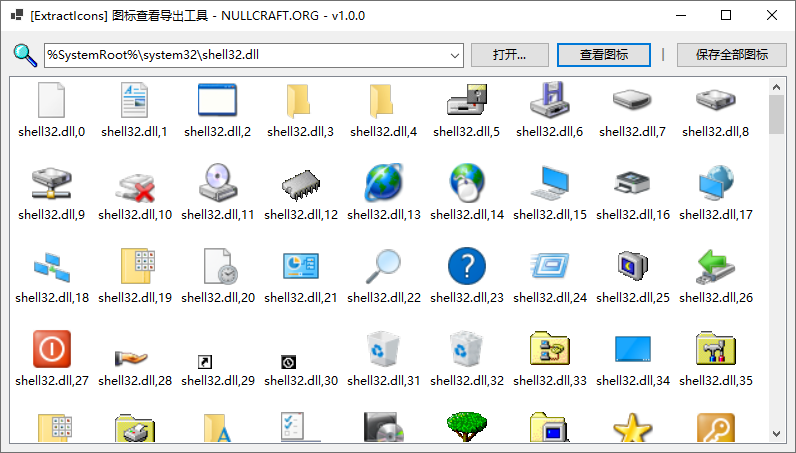 [ExtractIcons] 图标查看导出工具 - NULLCRAFT.ORG - v1.0.0
%SystemRoot%\system32\shell32.dll 打开... 查看图标 | 保存全部图标
shell32.dll,0 shell32.dll,1 shell32.dll,2 shell32.dll,3 shell32.dll,4 shell32.dll,5 shell32.dll,6 shell32.dll,7 shell32.dll,8
shell32.dll,9 shell32.dll,10 shell32.dll,11 shell32.dll,12 shell32.dll,13 shell32.dll,14 shell32.dll,15 shell32.dll,16 shell32.dll,17
shell32.dll,18 shell32.dll,19 shell32.dll,20 shell32.dll,21 shell32.dll,22 shell32.dll,23 shell32.dll,24 shell32.dll,25 shell32.dll,26
shell32.dll,27 shell32.dll,28 shell32.dll,29 shell32.dll,30 shell32.dll,31 shell32.dll,32 shell32.dll,33 shell32.dll,34 shell32.dll,35